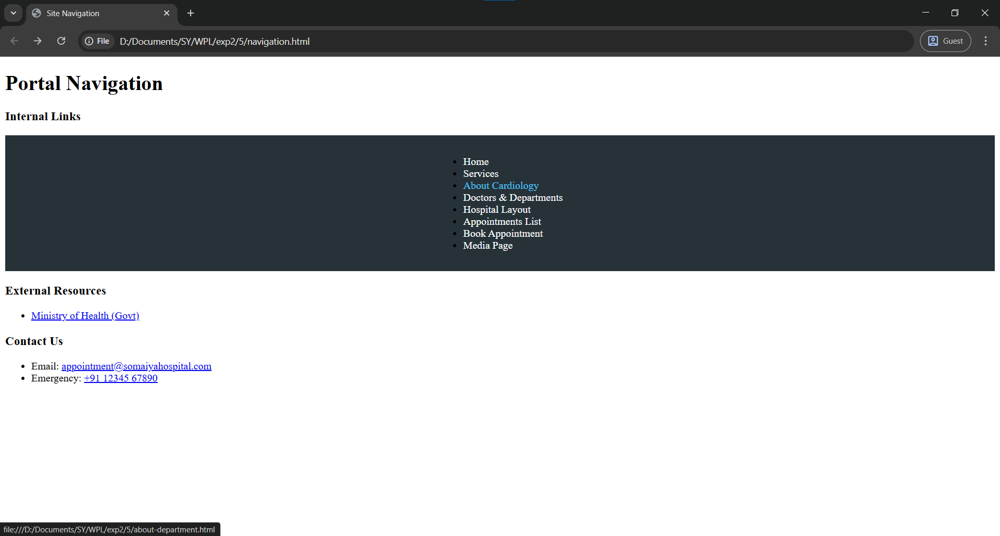 Site Navigation
File D:/Documents/SY/WPL/exp2/5/navigation.html
Guest
Portal Navigation
Internal Links
Home
Services
About Cardiology
Doctors & Departments
Hospital Layout
Appointments List
Book Appointment
Media Page
External Resources
Ministry of Health (Govt)
Contact Us
Email: appointment@somaiyahospital.com
Emergency: +91 12345 67890
file:///D:/Documents/SY/WPL/exp2/5/about-department.html